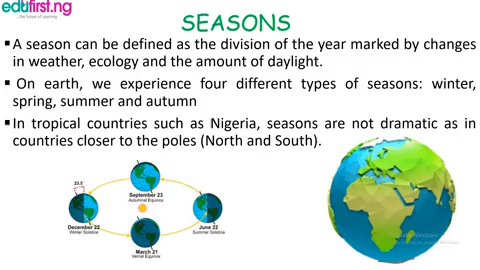 edufirst.ng
...the future of Learning
SEASONS
▪A season can be defined as the division of the year marked by changes
in weather, ecology and the amount of daylight.
▪ On earth, we experience four different types of seasons: winter,
spring, summer and autumn
▪In tropical countries such as Nigeria, seasons are not dramatic as in
countries closer to the poles (North and South).
23.5°
September 23
Autumnal Equinox
December 22
Winter Solstice
June 22
Summer Solstice
March 21
Vernal Equinox